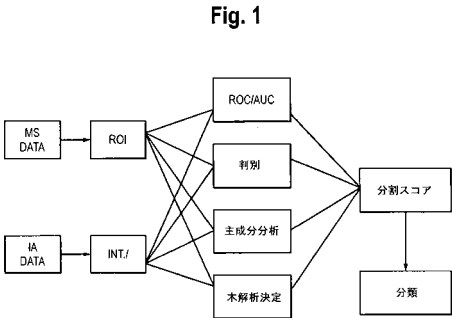 Fig. 1
MS
DATA
ROI
IA
DATA
INT./
ROC/AUC
判別
主成分分析
木解析決定
分割スコア
分類